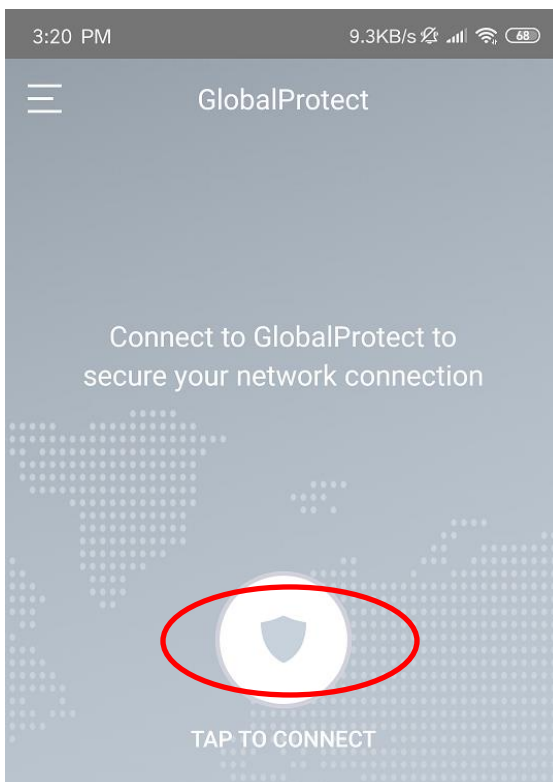 3:20 PM 9.3KB/s 68
GlobalProtect
Connect to GlobalProtect to
secure your network connection
TAP TO CONNECT